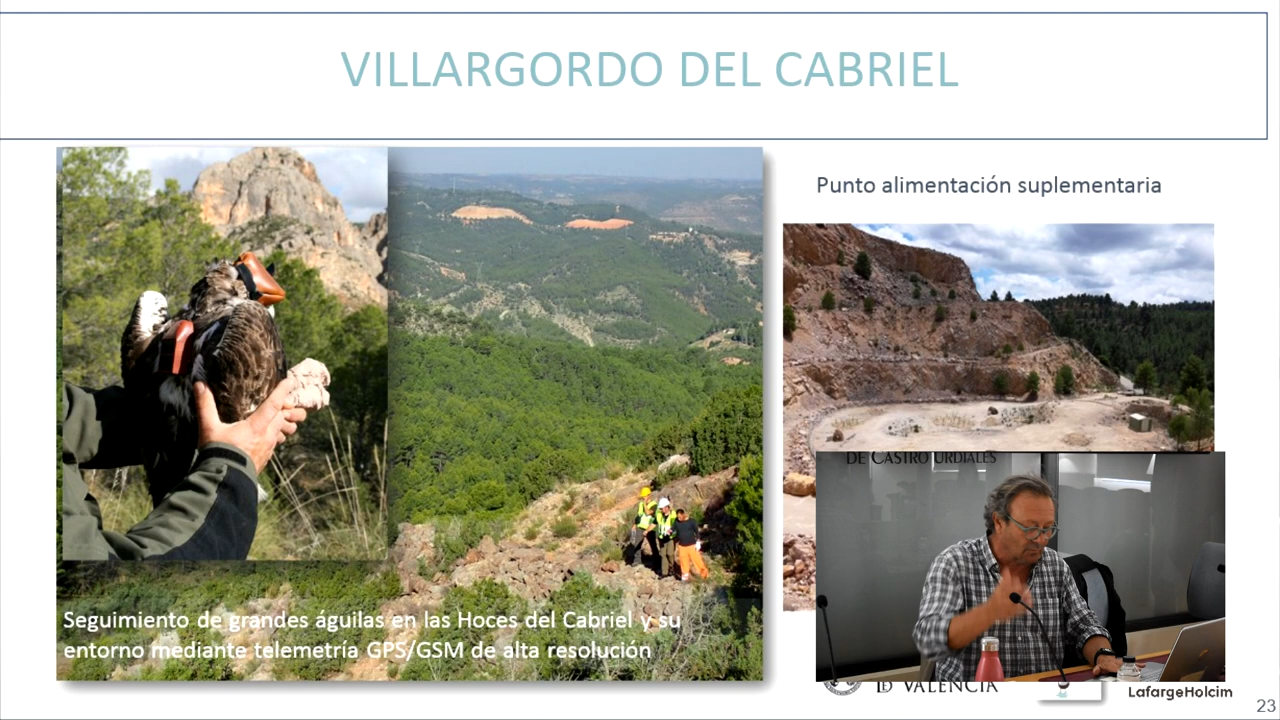 VILLARGORDO DEL CABRIEL
Punto alimentación suplementaria
DE CASTRO URDIALES
Seguimiento de grandes águilas en las Hoces del Cabriel y su
entorno mediante telemetría GPS/GSM de alta resolución
VALENCIA
LafargeHolcim
23